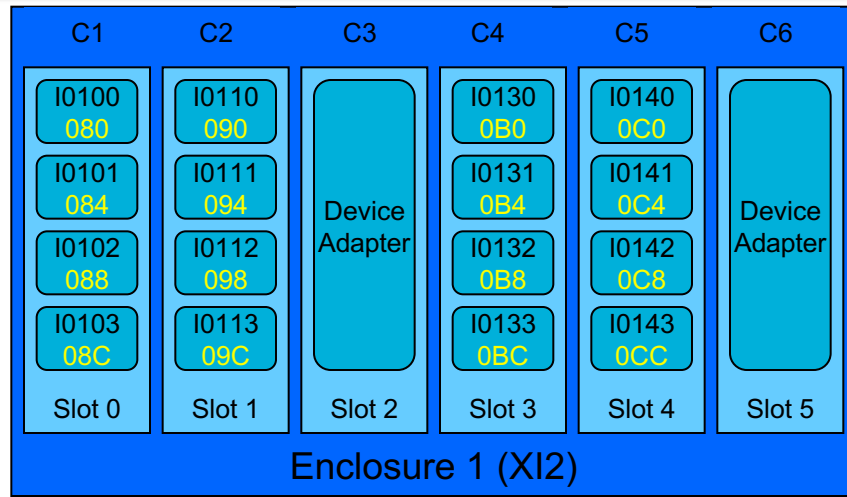 C1 C2 C3 C4 C5 C6
I0100 I0110 I0130 I0140
080 090 0B0 0C0
I0101 I0111 I0131 I0141
084 094 0B4 0C4
Device Adapter Device Adapter
I0102 I0112 I0132 I0142
088 098 0B8 0C8
I0103 I0113 I0133 I0143
08C 09C 0BC 0CC
Slot 0 Slot 1 Slot 2 Slot 3 Slot 4 Slot 5
Enclosure 1 (XI2)